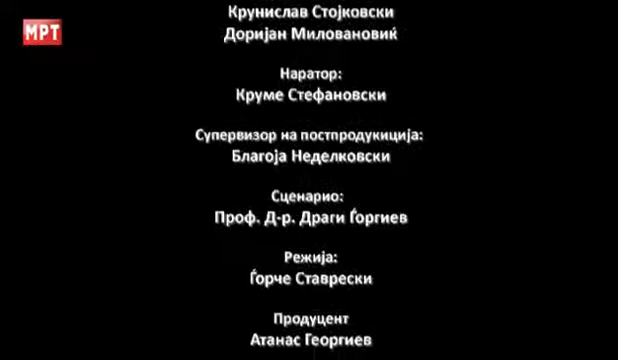 МРТ
Крунислав Стојковски
Доријан Миловановиќ
Наратор:
Круме Стефановски
Супервизор на постпродукиција:
Благоја Неделковски
Сценарио:
Проф. Д-р. Драги Ѓоргиев
Режија:
Ѓорче Ставрески
Продуцент
Атанас Георгиев